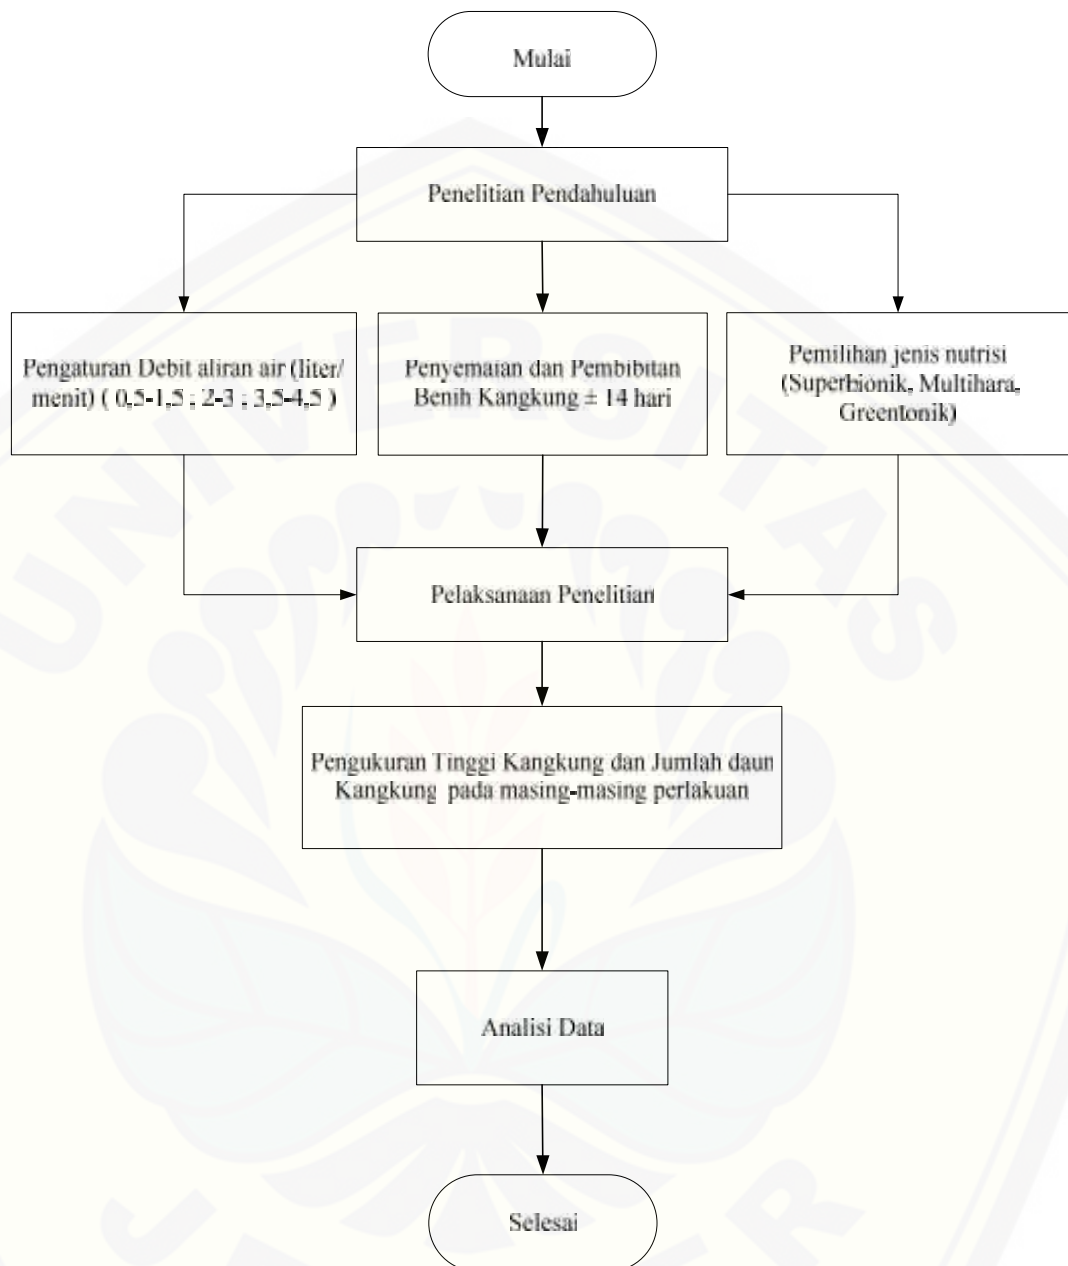 Mulai
Penelitian Pendahuluan
Pengaturan Debit aliran air (liter/
menit) ( 0,5-1,5 ; 2-3 ; 3,5-4,5 )
Penyemaian dan Pembibitan
Benih Kangkung ± 14 hari
Pemilihan jenis nutrisi
(Superbionik, Multihara,
Greentonik)
Pelaksanaan Penelitian
Pengukuran Tinggi Kangkung dan Jumlah daun
Kangkung pada masing-masing perlakuan
Analisi Data
Selesai
UNIVERSITAS